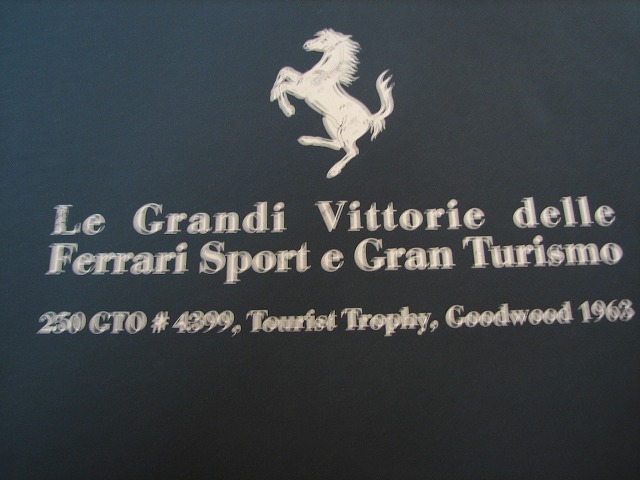 Le Grandi Vittorie delle
Ferrari Sport e Gran Turismo
250 GTO # 4399, Tourist Trophy, Goodwood 1963